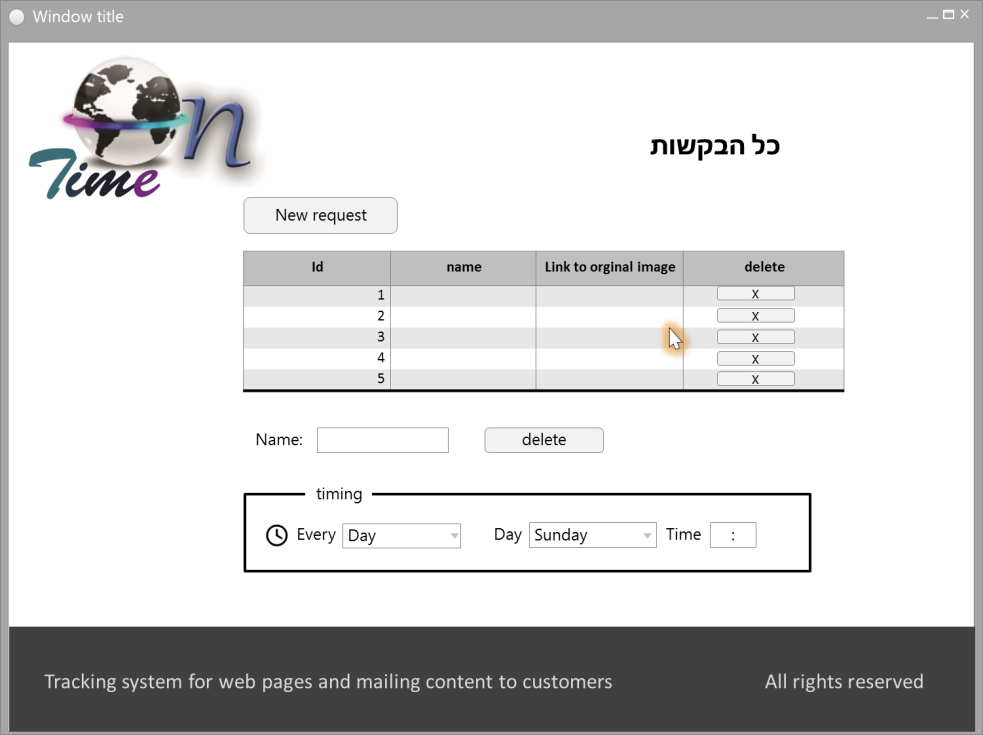 Window title
On
Time
כל הבקשות
New request
Id name Link to orginal image delete
1 X
2 X
3 X
4 X
5 X
Name: delete
timing
Every Day Day Sunday Time :
Tracking system for web pages and mailing content to customers All rights reserved